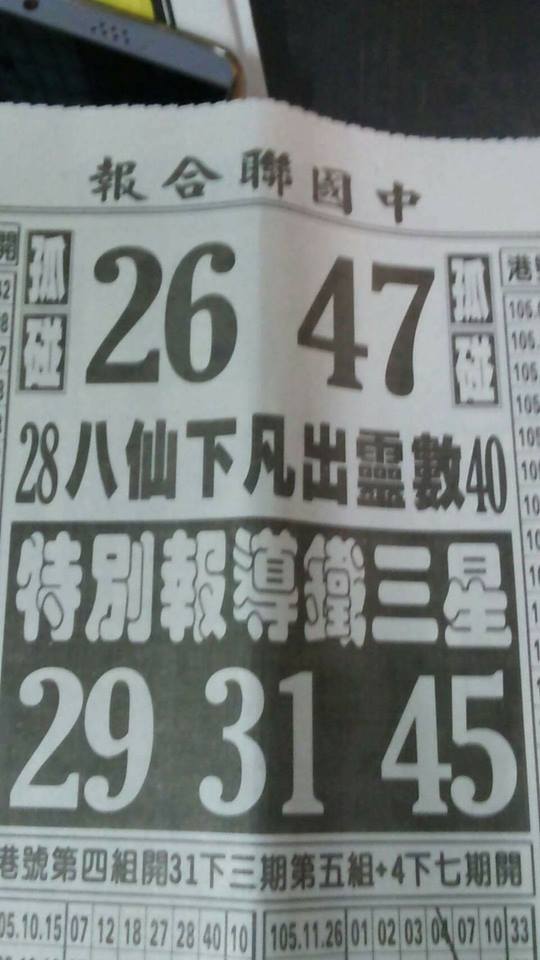 中國聯合報
孤碰 26 47 孤碰
28八仙下凡出靈數40
特別報導鐵三星
29 31 45
港號第四組開31下三期第五組+4下七期開
05.10.15 07 12 18 27 28 40 10
105.11.26 01 02 03 04 07 10 33